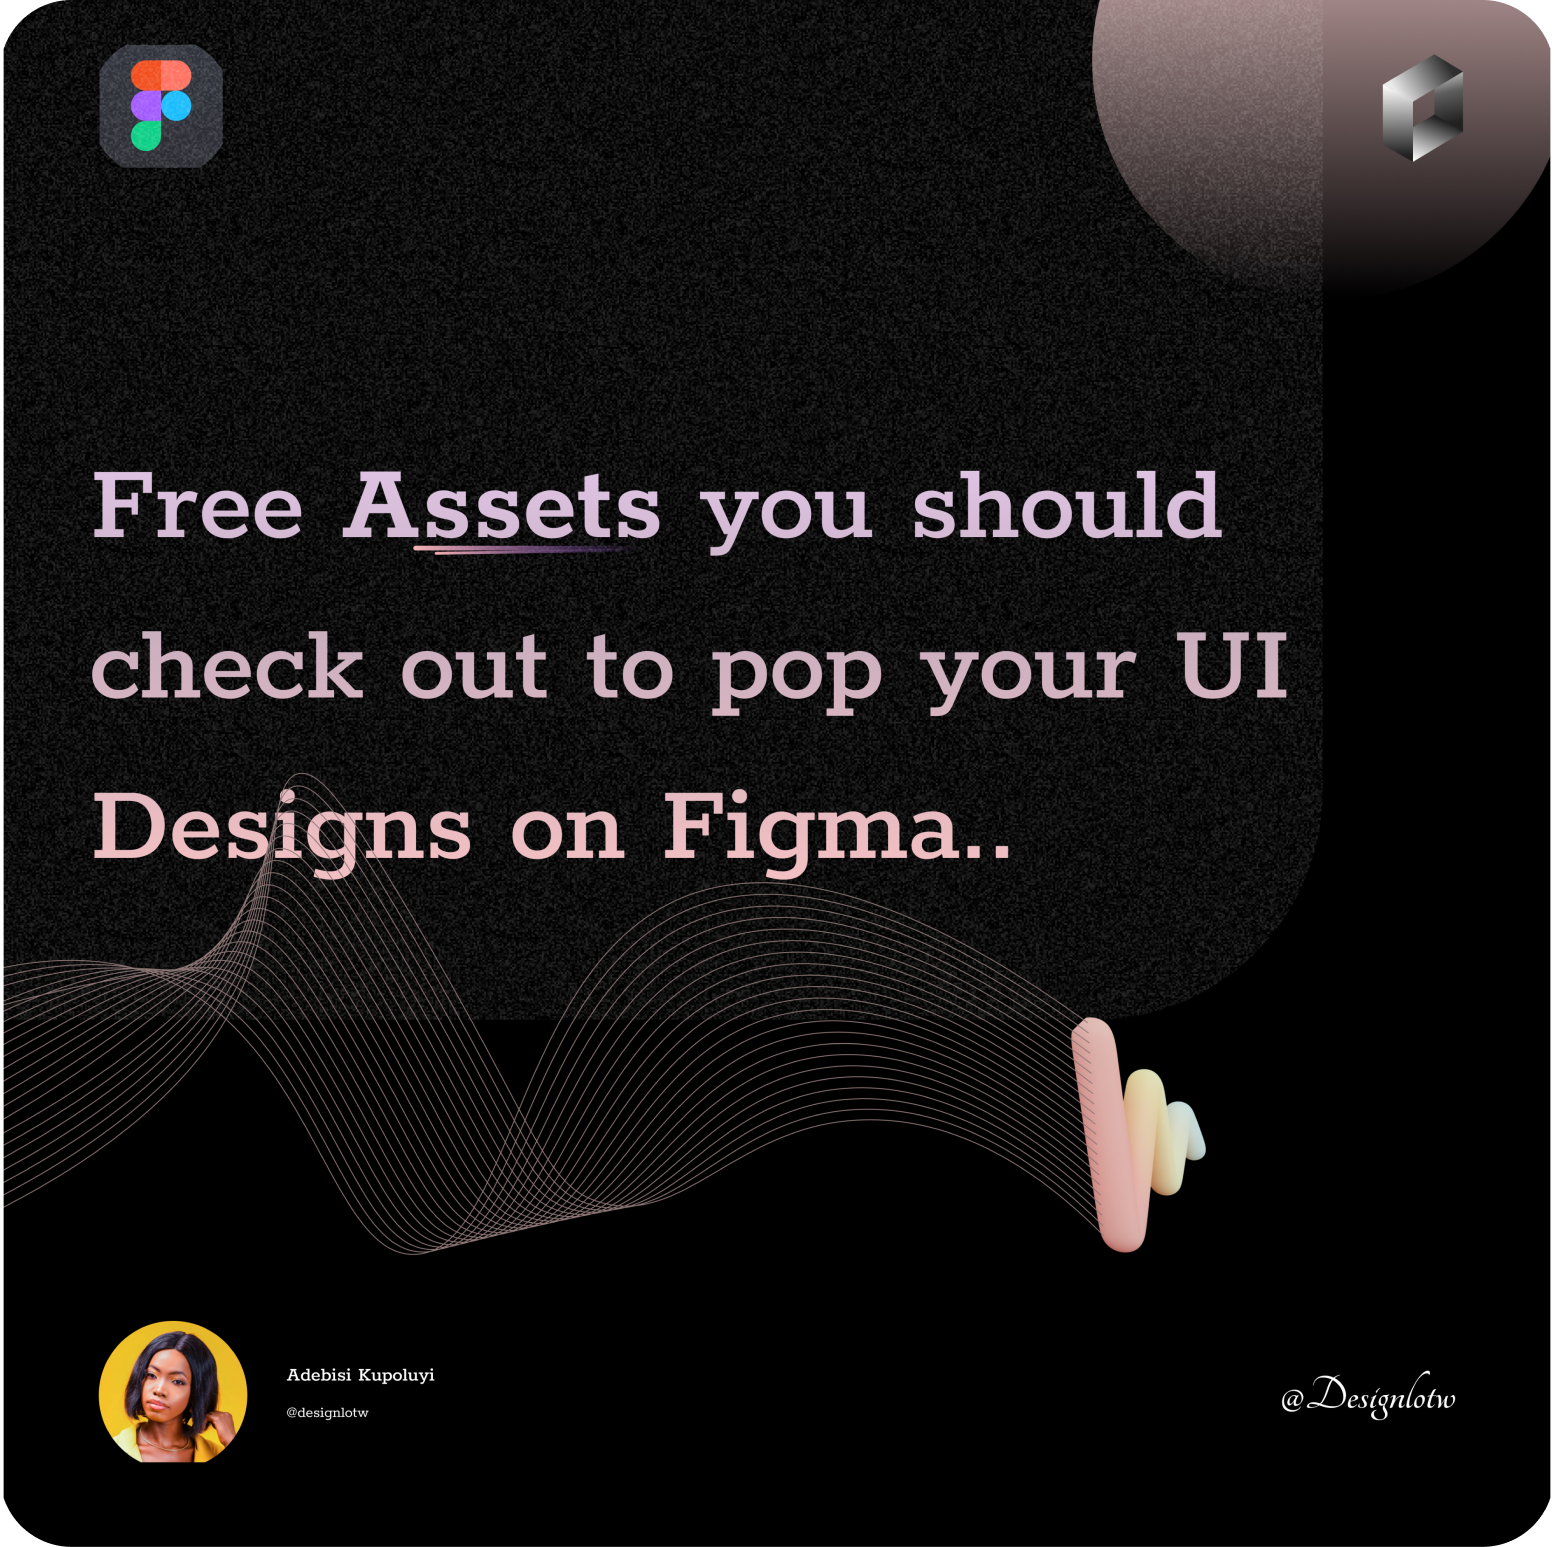 Free Assets you should
check out to pop your UI
Designs on Figma..
Adebisi Kupoluyi
@designlotw
@Designlotw